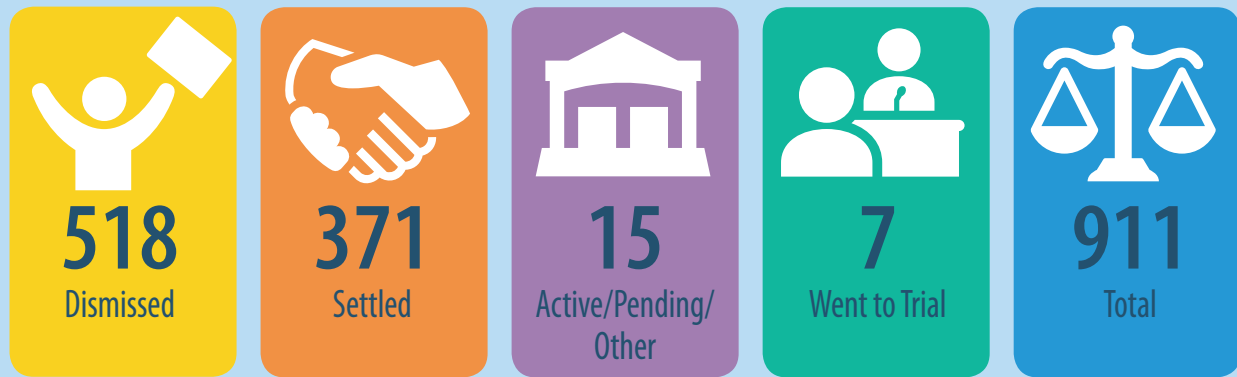 518
Dismissed
371
Settled
15
Active/Pending/
Other
7
Went to Trial
911
Total